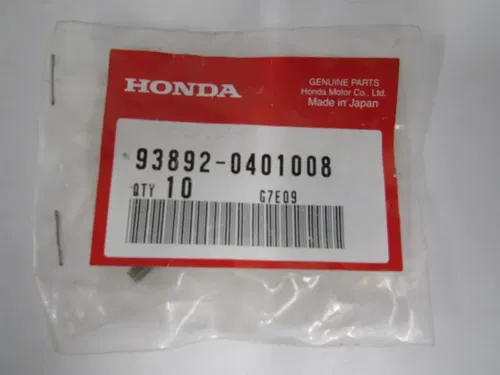 HONDA
GENUINE PARTS
Honda Motor Co., Ltd.
Made in Japan
93892-0401008
QTY 10
G7E09